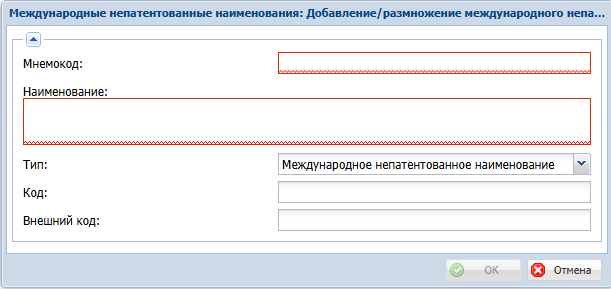 Международные непатентованные наименования: Добавление/размножение международного непа...
Мнемокод:
Наименование:
Тип: Международное непатентованное наименование
Код:
Внешний код:
ОК Отмена